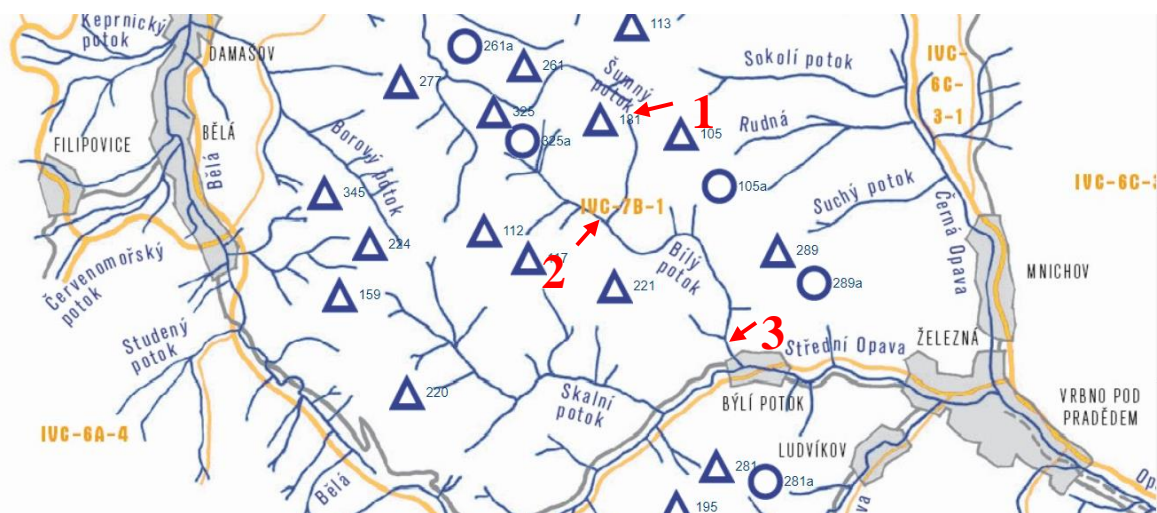 Keprnický
potok
DAMAŠOV
277
261a
261
113
Šumný
potok
181
1
325
325a
105
105a
Sokolí potok
IVC-
6C-
3-1
Rudná
Suchý potok
FILIPOVICE
BĚLÁ
Bělá
Borový
potok
345
224
159
112
2
221
IVC-7B-1
Bílý
potok
289
289a
Černá Opava
MNICHOV
IVC-6C-3
Červenomořský
potok
Studený
potok
3
Střední Opava
ŽELEZNÁ
220
Skalní
potok
BÝLÍ POTOK
VRBNO POD
PRADĚDEM
LUDVÍKOV
IVC-6A-4
Bělá
281
281a
195